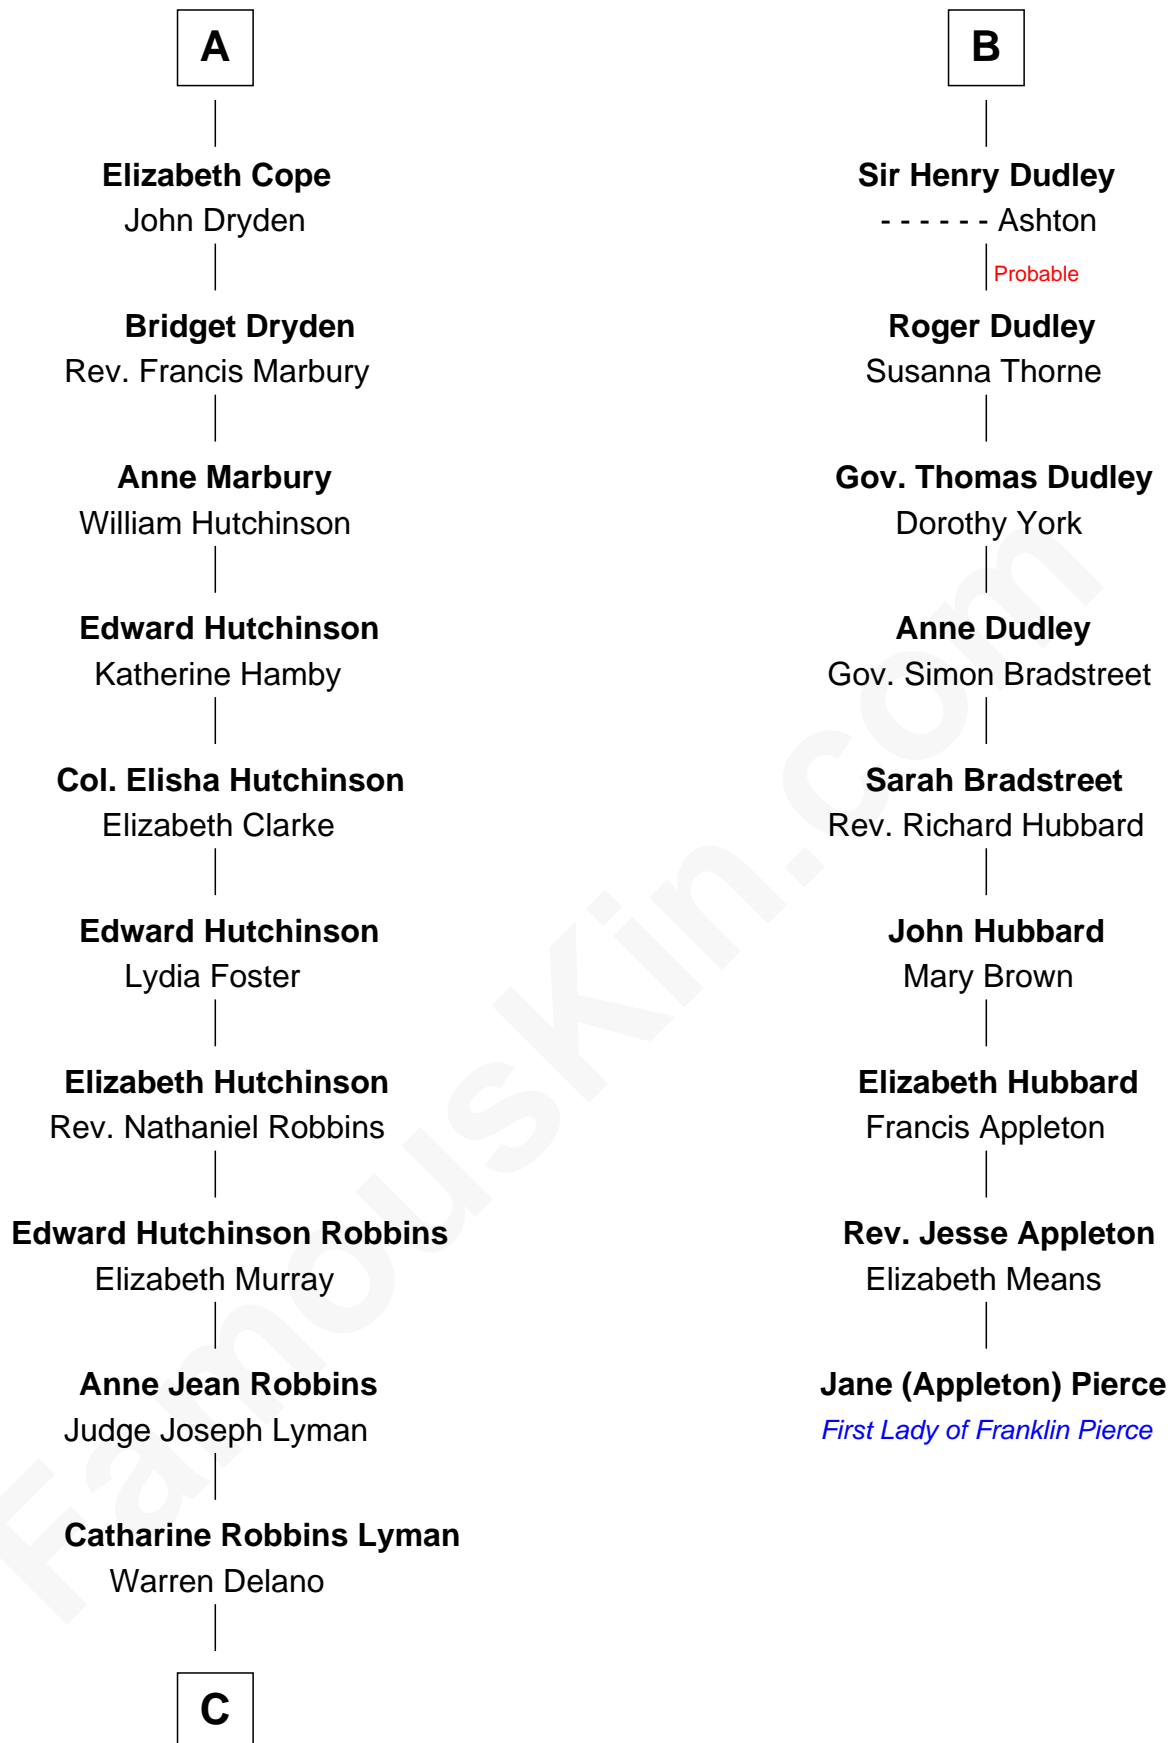 A
Elizabeth Cope
John Dryden
Bridget Dryden
Rev. Francis Marbury
Anne Marbury
William Hutchinson
Edward Hutchinson
Katherine Hamby
Col. Elisha Hutchinson
Elizabeth Clarke
Edward Hutchinson
Lydia Foster
Elizabeth Hutchinson
Rev. Nathaniel Robbins
Edward Hutchinson Robbins
Elizabeth Murray
Anne Jean Robbins
Judge Joseph Lyman
Catharine Robbins Lyman
Warren Delano
C
B
Sir Henry Dudley
- - - - - - Ashton
Probable
Roger Dudley
Susanna Thorne
Gov. Thomas Dudley
Dorothy York
Anne Dudley
Gov. Simon Bradstreet
Sarah Bradstreet
Rev. Richard Hubbard
John Hubbard
Mary Brown
Elizabeth Hubbard
Francis Appleton
Rev. Jesse Appleton
Elizabeth Means
Jane (Appleton) Pierce
First Lady of Franklin Pierce
FamousKin.com